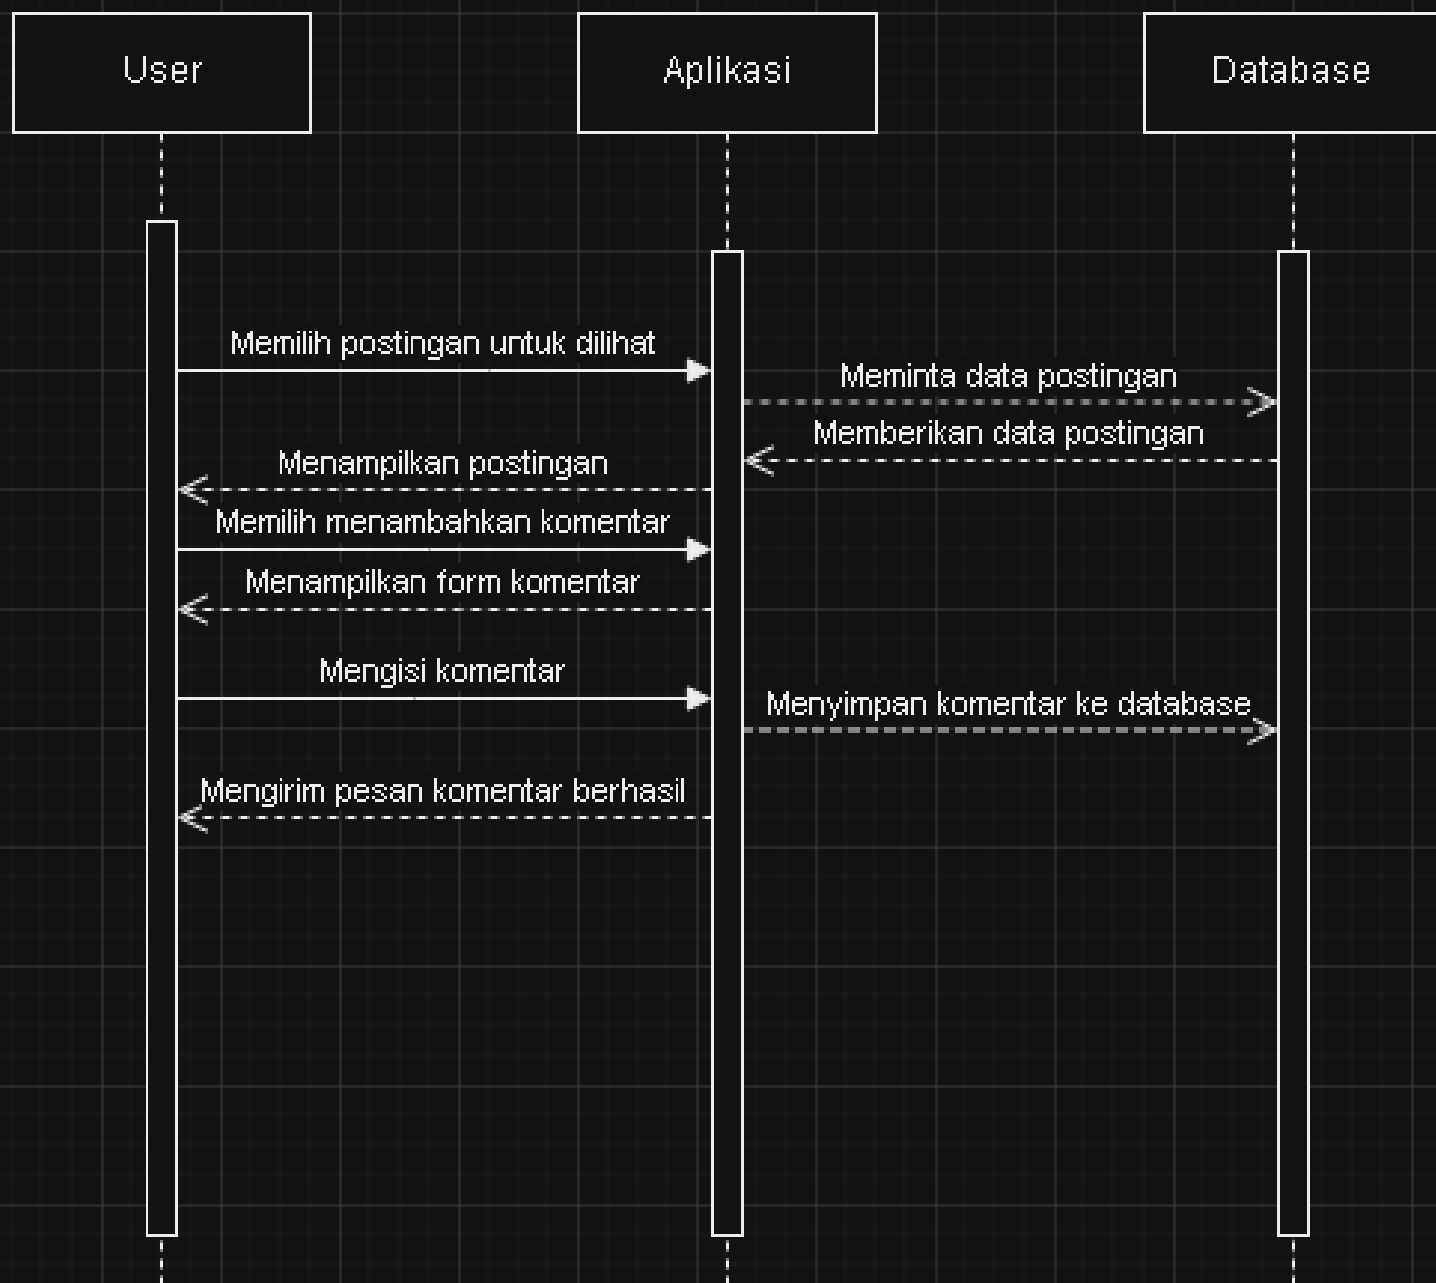 User
Aplikasi
Database
Memilih postingan untuk dilihat
Meminta data postingan
Memberikan data postingan
Menampilkan postingan
Memilih menambahkan komentar
Menampilkan form komentar
Mengisi komentar
Menyimpan komentar ke database
Mengirim pesan komentar berhasil